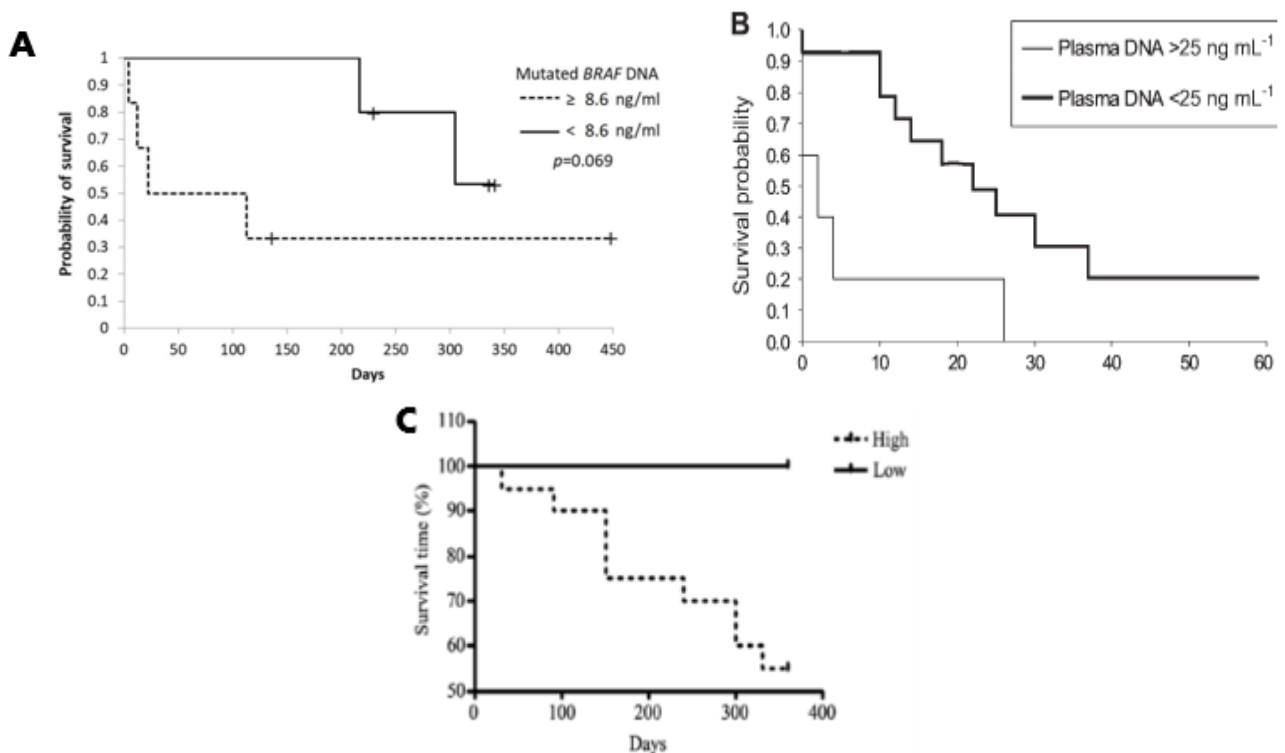 A
Mutated BRAF DNA
≥ 8.6 ng/ml
< 8.6 ng/ml
p=0.069
Probability of survival
1
0.9
0.8
0.7
0.6
0.5
0.4
0.3
0.2
0.1
0
0 50 100 150 200 250 300 350 400 450
Days
B
Plasma DNA >25 ng mL⁻¹
Plasma DNA <25 ng mL⁻¹
Survival probability
1.0
0.9
0.8
0.7
0.6
0.5
0.4
0.3
0.2
0.1
0.0
0 10 20 30 40 50 60
C
High
Low
Survival time (%)
110
100
90
80
70
60
50
0 100 200 300 400
Days